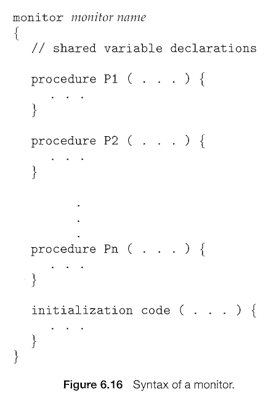 monitor monitor name
{
// shared variable declarations
procedure P1 ( . . . ) {
. . .
}
procedure P2 ( . . . ) {
. . .
}
.
.
.
procedure Pn ( . . . ) {
. . .
}
initialization code ( . . . ) {
. . .
}
}
Figure 6.16 Syntax of a monitor.